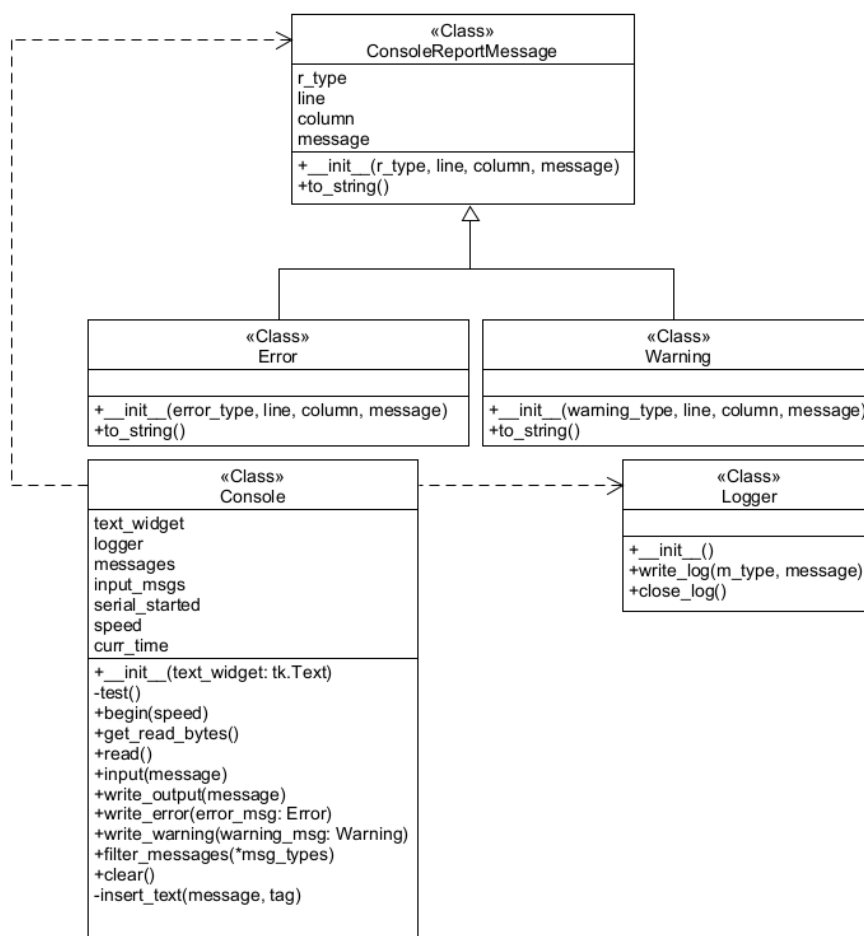 «Class»
ConsoleReportMessage
r_type
line
column
message
+__init__(r_type, line, column, message)
+to_string()
«Class»
Error
+__init__(error_type, line, column, message)
+to_string()
«Class»
Warning
+__init__(warning_type, line, column, message)
+to_string()
«Class»
Console
text_widget
logger
messages
input_msgs
serial_started
speed
curr_time
+__init__(text_widget: tk.Text)
-test()
+begin(speed)
+get_read_bytes()
+read()
+input(message)
+write_output(message)
+write_error(error_msg: Error)
+write_warning(warning_msg: Warning)
+filter_messages(*msg_types)
+clear()
-insert_text(message, tag)
«Class»
Logger
+__init__()
+write_log(m_type, message)
+close_log()